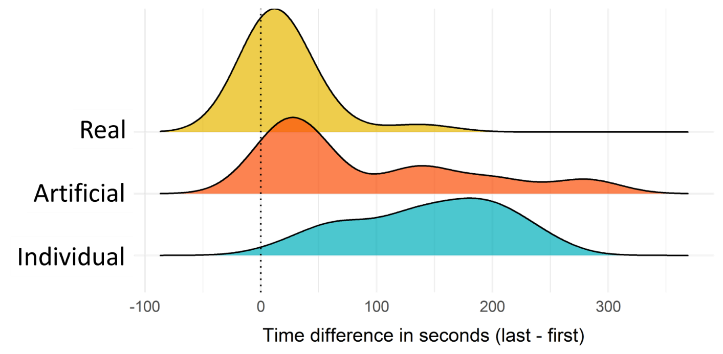 Real
Artificial
Individual
-100 0 100 200 300
Time difference in seconds (last - first)